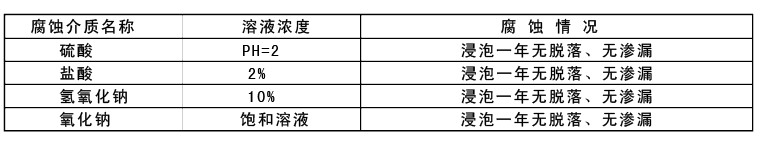 腐蚀介质名称 溶液浓度 腐蚀情况
硫酸 PH=2 浸泡一年无脱落、无渗漏
盐酸 2% 浸泡一年无脱落、无渗漏
氢氧化钠 10% 浸泡一年无脱落、无渗漏
氧化钠 饱和溶液 浸泡一年无脱落、无渗漏